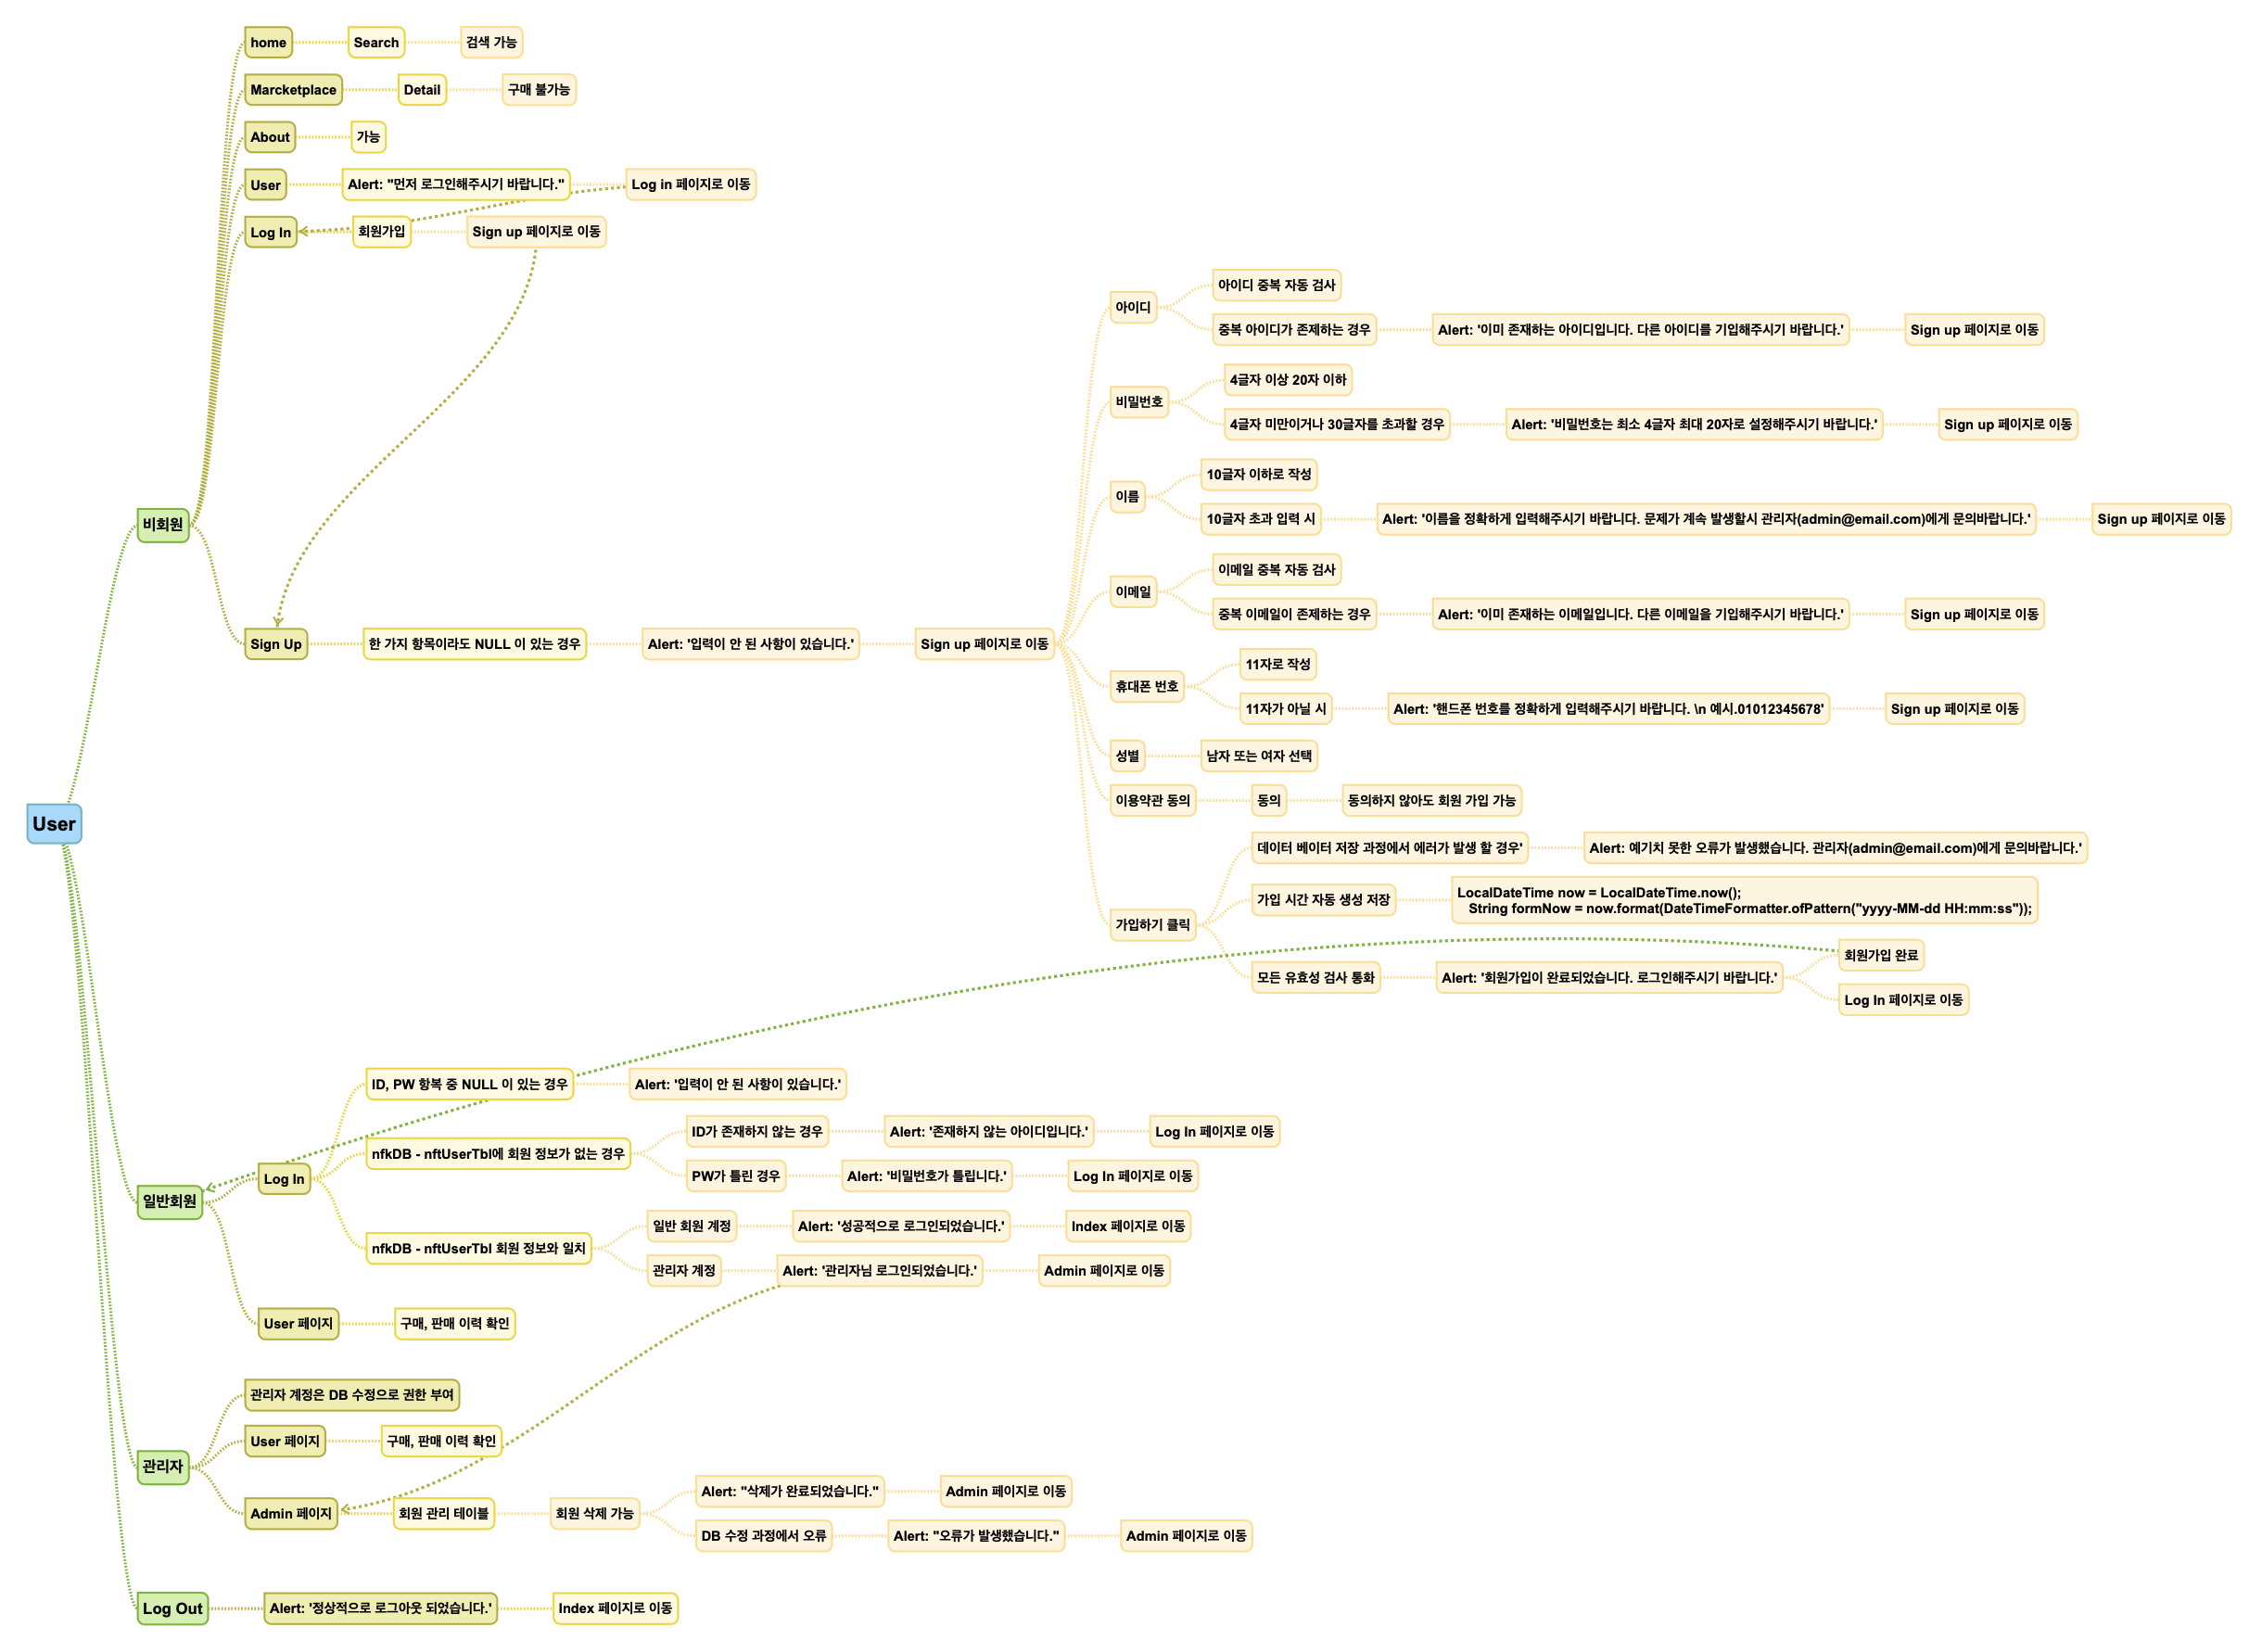 User
비회원
home
Search
검색 가능
Marcketplace
Detail
구매 불가능
About
가능
User
Alert: "먼저 로그인해주시기 바랍니다."
Log in 페이지로 이동
Log In
회원가입
Sign up 페이지로 이동
Sign Up
한 가지 항목이라도 NULL 이 있는 경우
Alert: '입력이 안 된 사항이 있습니다.'
Sign up 페이지로 이동
아이디
아이디 중복 자동 검사
중복 아이디가 존재하는 경우
Alert: '이미 존재하는 아이디입니다. 다른 아이디를 기입해주시기 바랍니다.'
Sign up 페이지로 이동
비밀번호
4글자 이상 20자 이하
4글자 미만이거나 30글자를 초과할 경우
Alert: '비밀번호는 최소 4글자 최대 20자로 설정해주시기 바랍니다.'
Sign up 페이지로 이동
이름
10글자 이하로 작성
10글자 초과 입력 시
Alert: '이름을 정확하게 입력해주시기 바랍니다. 문제가 계속 발생할시 관리자(admin@email.com)에게 문의바랍니다.'
Sign up 페이지로 이동
이메일
이메일 중복 자동 검사
중복 이메일이 존재하는 경우
Alert: '이미 존재하는 이메일입니다. 다른 이메일을 기입해주시기 바랍니다.'
Sign up 페이지로 이동
휴대폰 번호
11자로 작성
11자가 아닐 시
Alert: '핸드폰 번호를 정확하게 입력해주시기 바랍니다. \n 예시.01012345678'
Sign up 페이지로 이동
성별
남자 또는 여자 선택
이용약관 동의
동의
동의하지 않아도 회원 가입 가능
가입하기 클릭
데이터 베이터 저장 과정에서 에러가 발생 할 경우'
Alert: 예기치 못한 오류가 발생했습니다. 관리자(admin@email.com)에게 문의바랍니다.'
가입 시간 자동 생성 저장
LocalDateTime now = LocalDateTime.now();
String formNow = now.format(DateTimeFormatter.ofPattern("yyyy-MM-dd HH:mm:ss"));
모든 유효성 검사 통화
Alert: '회원가입이 완료되었습니다. 로그인해주시기 바랍니다.'
회원가입 완료
Log In 페이지로 이동
일반회원
Log In
ID, PW 항복 중 NULL 이 있는 경우
Alert: '입력이 안 된 사항이 있습니다.'
nfkDB - nftUserTbl에 회원 정보가 없는 경우
ID가 존재하지 않는 경우
Alert: '존재하지 않는 아이디입니다.'
Log In 페이지로 이동
PW가 틀린 경우
Alert: '비밀번호가 틀립니다.'
Log In 페이지로 이동
nfkDB - nftUserTbl 회원 정보와 일치
일반 회원 계정
Alert: '성공적으로 로그인되었습니다.'
Index 페이지로 이동
관리자 계정
Alert: '관리자님 로그인되었습니다.'
Admin 페이지로 이동
User 페이지
구매, 판매 이력 확인
관리자
관리자 계정은 DB 수정으로 권한 부여
User 페이지
구매, 판매 이력 확인
Admin 페이지
회원 관리 테이블
회원 삭제 가능
Alert: "삭제가 완료되었습니다."
Admin 페이지로 이동
DB 수정 과정에서 오류
Alert: "오류가 발생했습니다."
Admin 페이지로 이동
Log Out
Alert: '정상적으로 로그아웃 되었습니다.'
Index 페이지로 이동